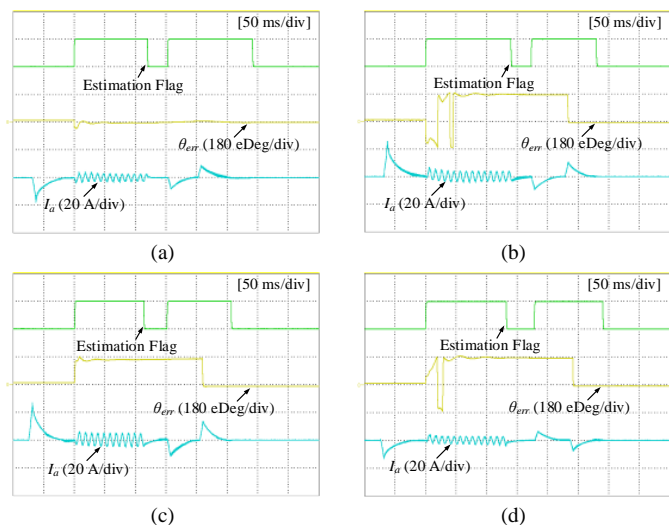 [50 ms/div]
Estimation Flag
θerr (180 eDeg/div)
Ia (20 A/div)
(a)
[50 ms/div]
Estimation Flag
θerr (180 eDeg/div)
Ia (20 A/div)
(b)
[50 ms/div]
Estimation Flag
θerr (180 eDeg/div)
Ia (20 A/div)
(c)
[50 ms/div]
Estimation Flag
θerr (180 eDeg/div)
Ia (20 A/div)
(d)